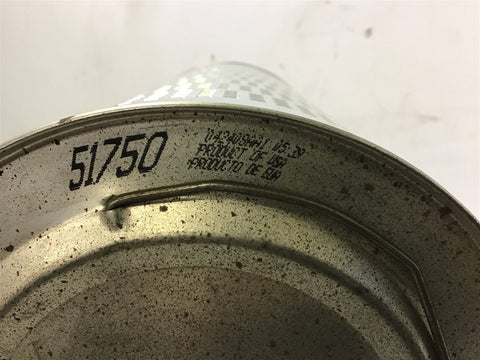 51750
PRODUCT OF USA
PRODUCTO DE EUA